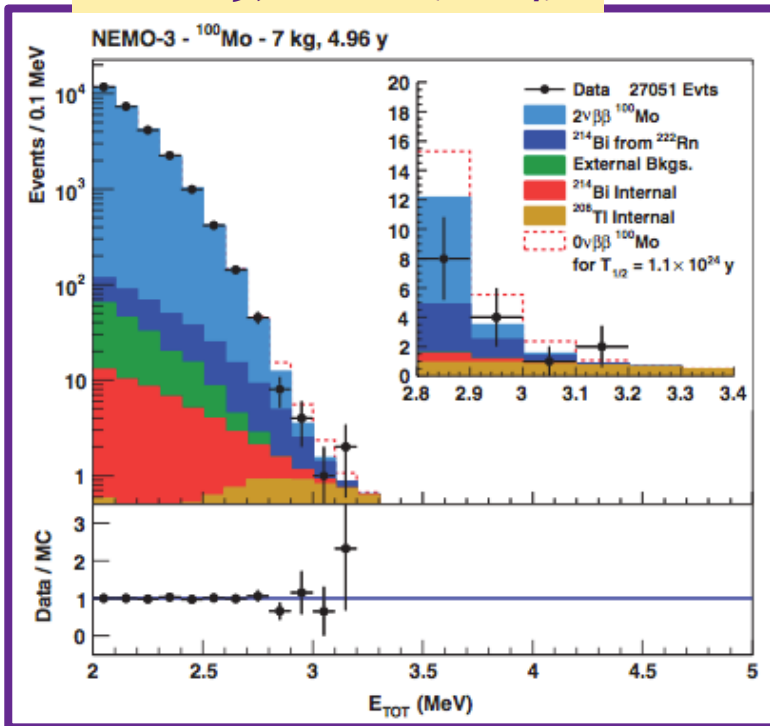 NEMO-3 - ¹⁰⁰Mo - 7 kg, 4.96 y
Events / 0.1 MeV
10⁴
10³
10²
10
1
20
18
16
14
12
10
8
6
4
2
0
2.8 2.9 3 3.1 3.2 3.3 3.4
Data 27051 Evts
2νββ ¹⁰⁰Mo
²¹⁴Bi from ²²²Rn
External Bkgs.
²¹⁴Bi Internal
²⁰⁸Tl Internal
0νββ ¹⁰⁰Mo
for T₁/₂ = 1.1 × 10²⁴ y
Data / MC
3
2
1
0
2 2.5 3 3.5 4 4.5 5
E_TOT (MeV)